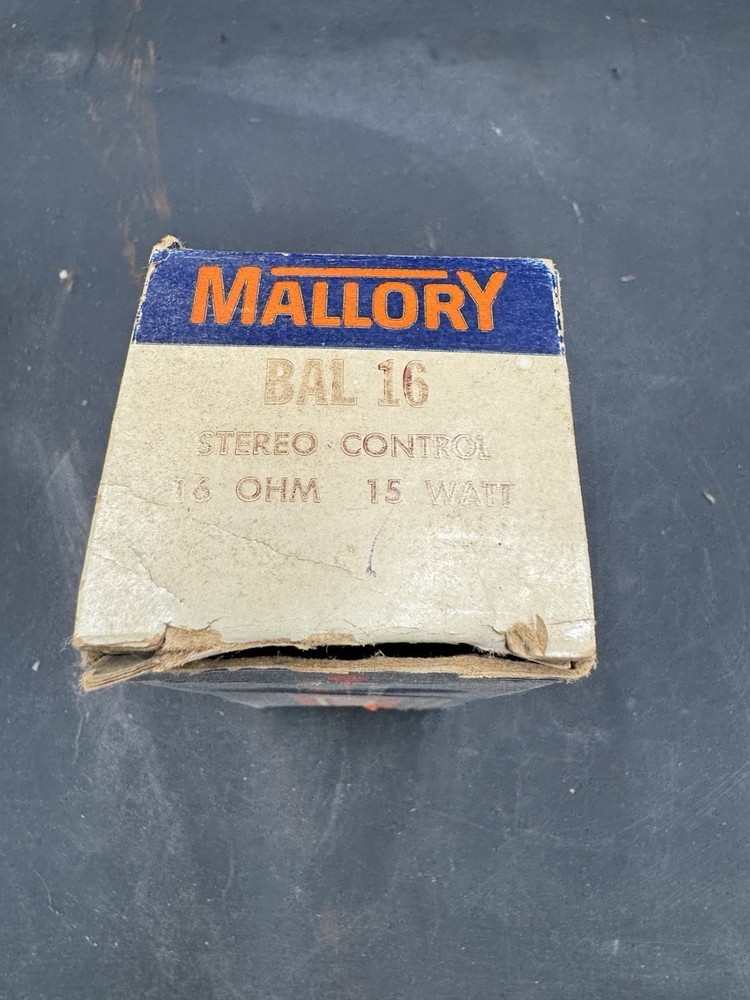 MALLORY
BAL 16
STEREO CONTROL
16 OHM 15 WATT